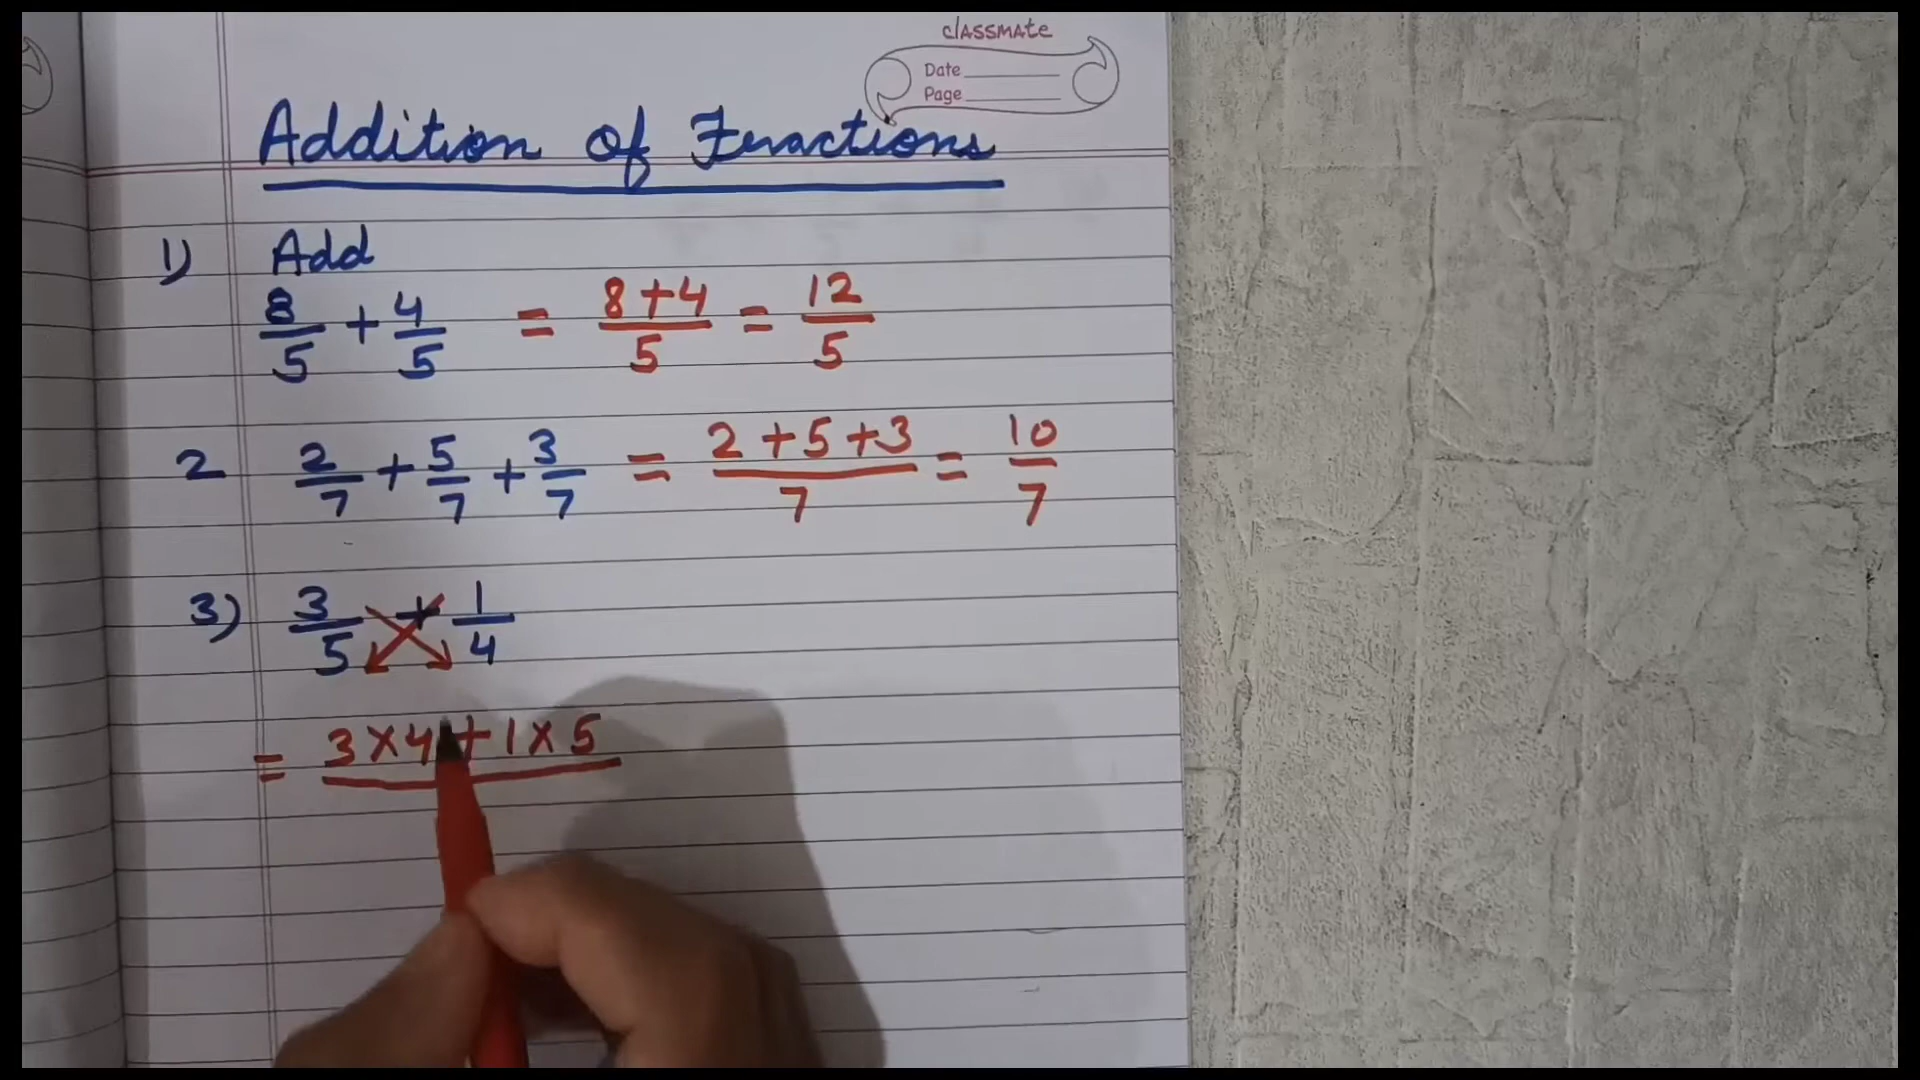 classmate
Date
Page
Addition of Fractions
1) Add
8/5 + 4/5 = 8+4/5 = 12/5
2 2/7 + 5/7 + 3/7 = 2+5+3/7 = 10/7
3) 3/5 + 1/4
= 3×4+1×5